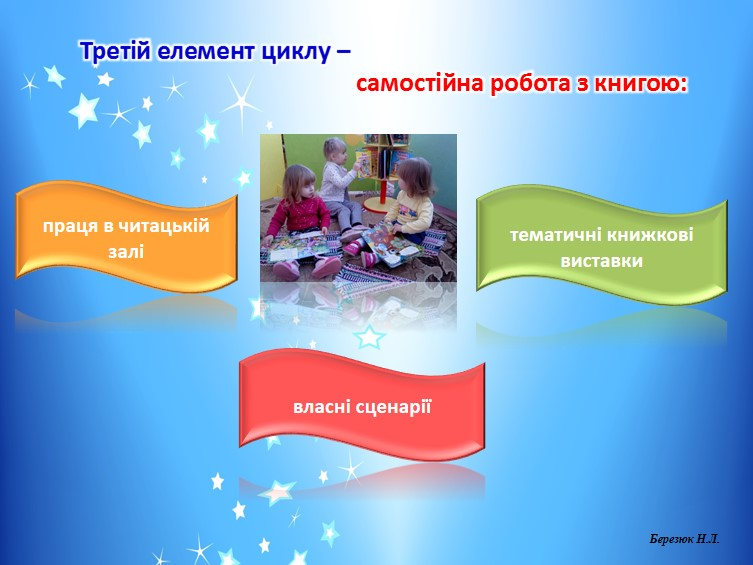 Третій елемент циклу –
самостійна робота з книгою:
праця в читацькій
залі
тематичні книжкові
виставки
власні сценарії
Березюк Н.Л.